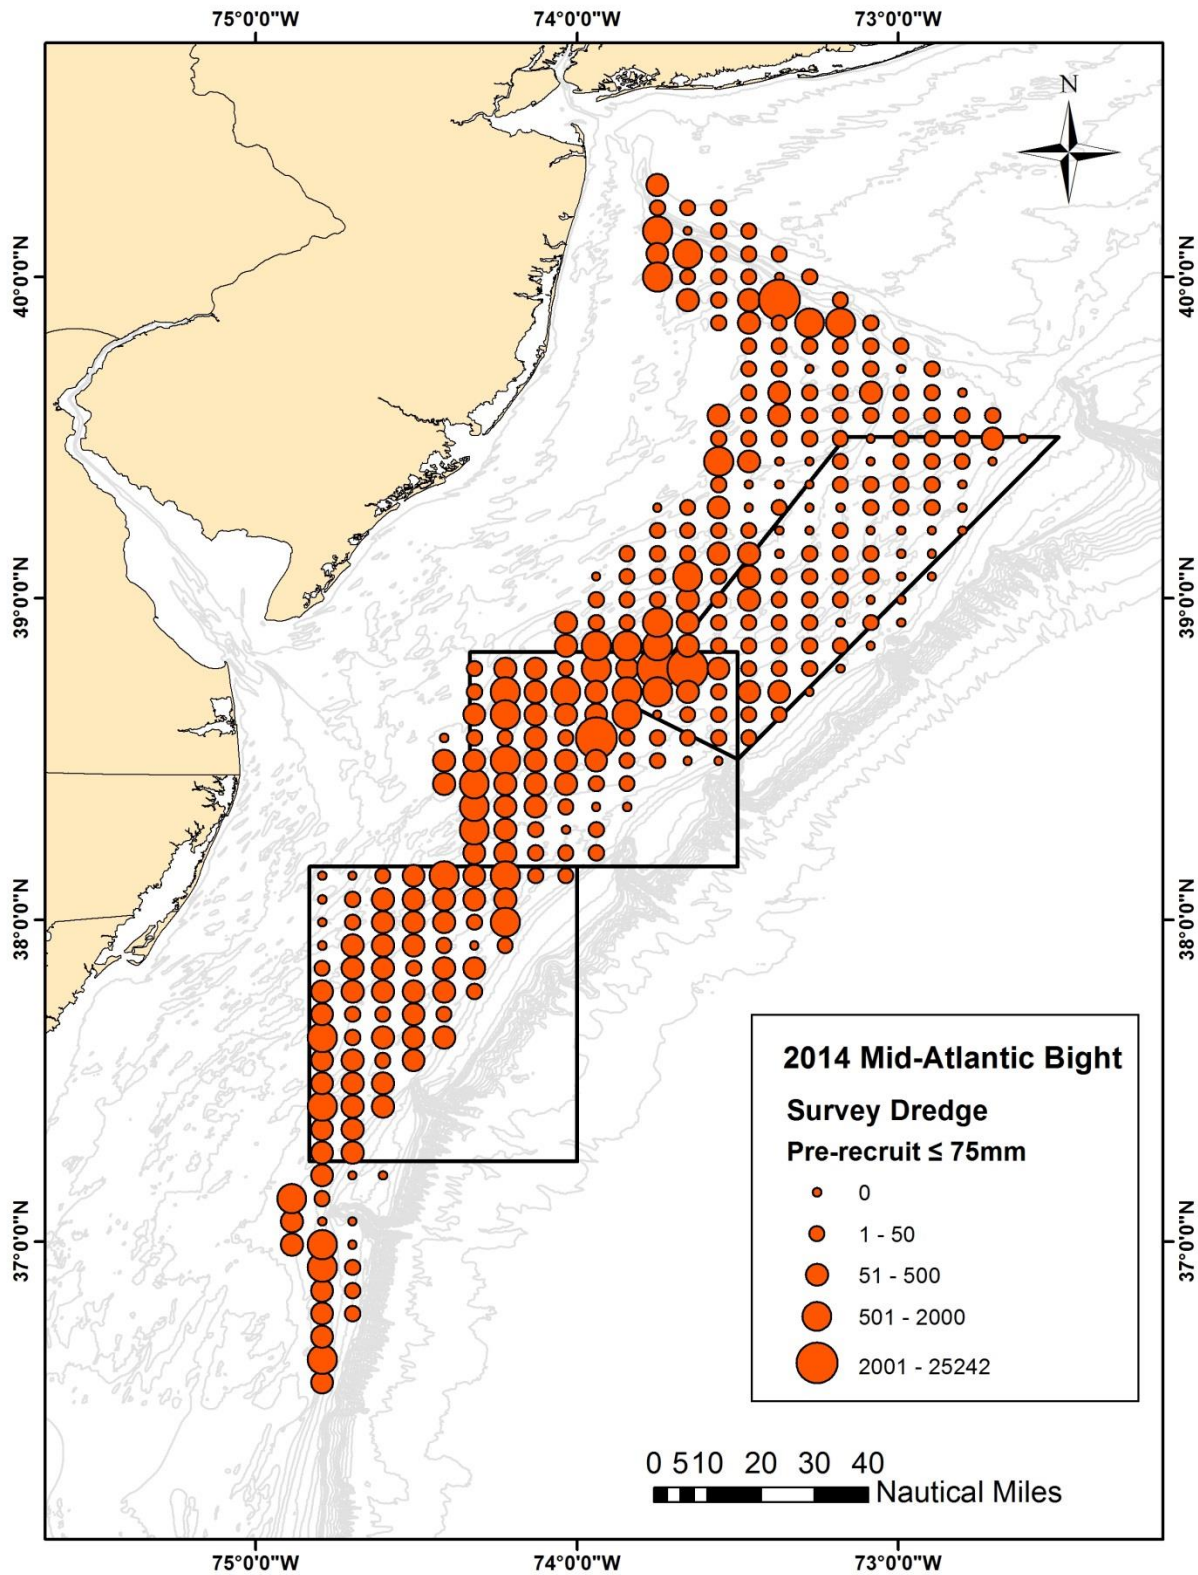 75°0'0"W 74°0'0"W 73°0'0"W
N
40°0'0"N 40°0'0"N
39°0'0"N 39°0'0"N
38°0'0"N 38°0'0"N
2014 Mid-Atlantic Bight
Survey Dredge
Pre-recruit ≤ 75mm
0
1 - 50
51 - 500
501 - 2000
2001 - 25242
37°0'0"N 37°0'0"N
0 510 20 30 40
Nautical Miles
75°0'0"W 74°0'0"W 73°0'0"W